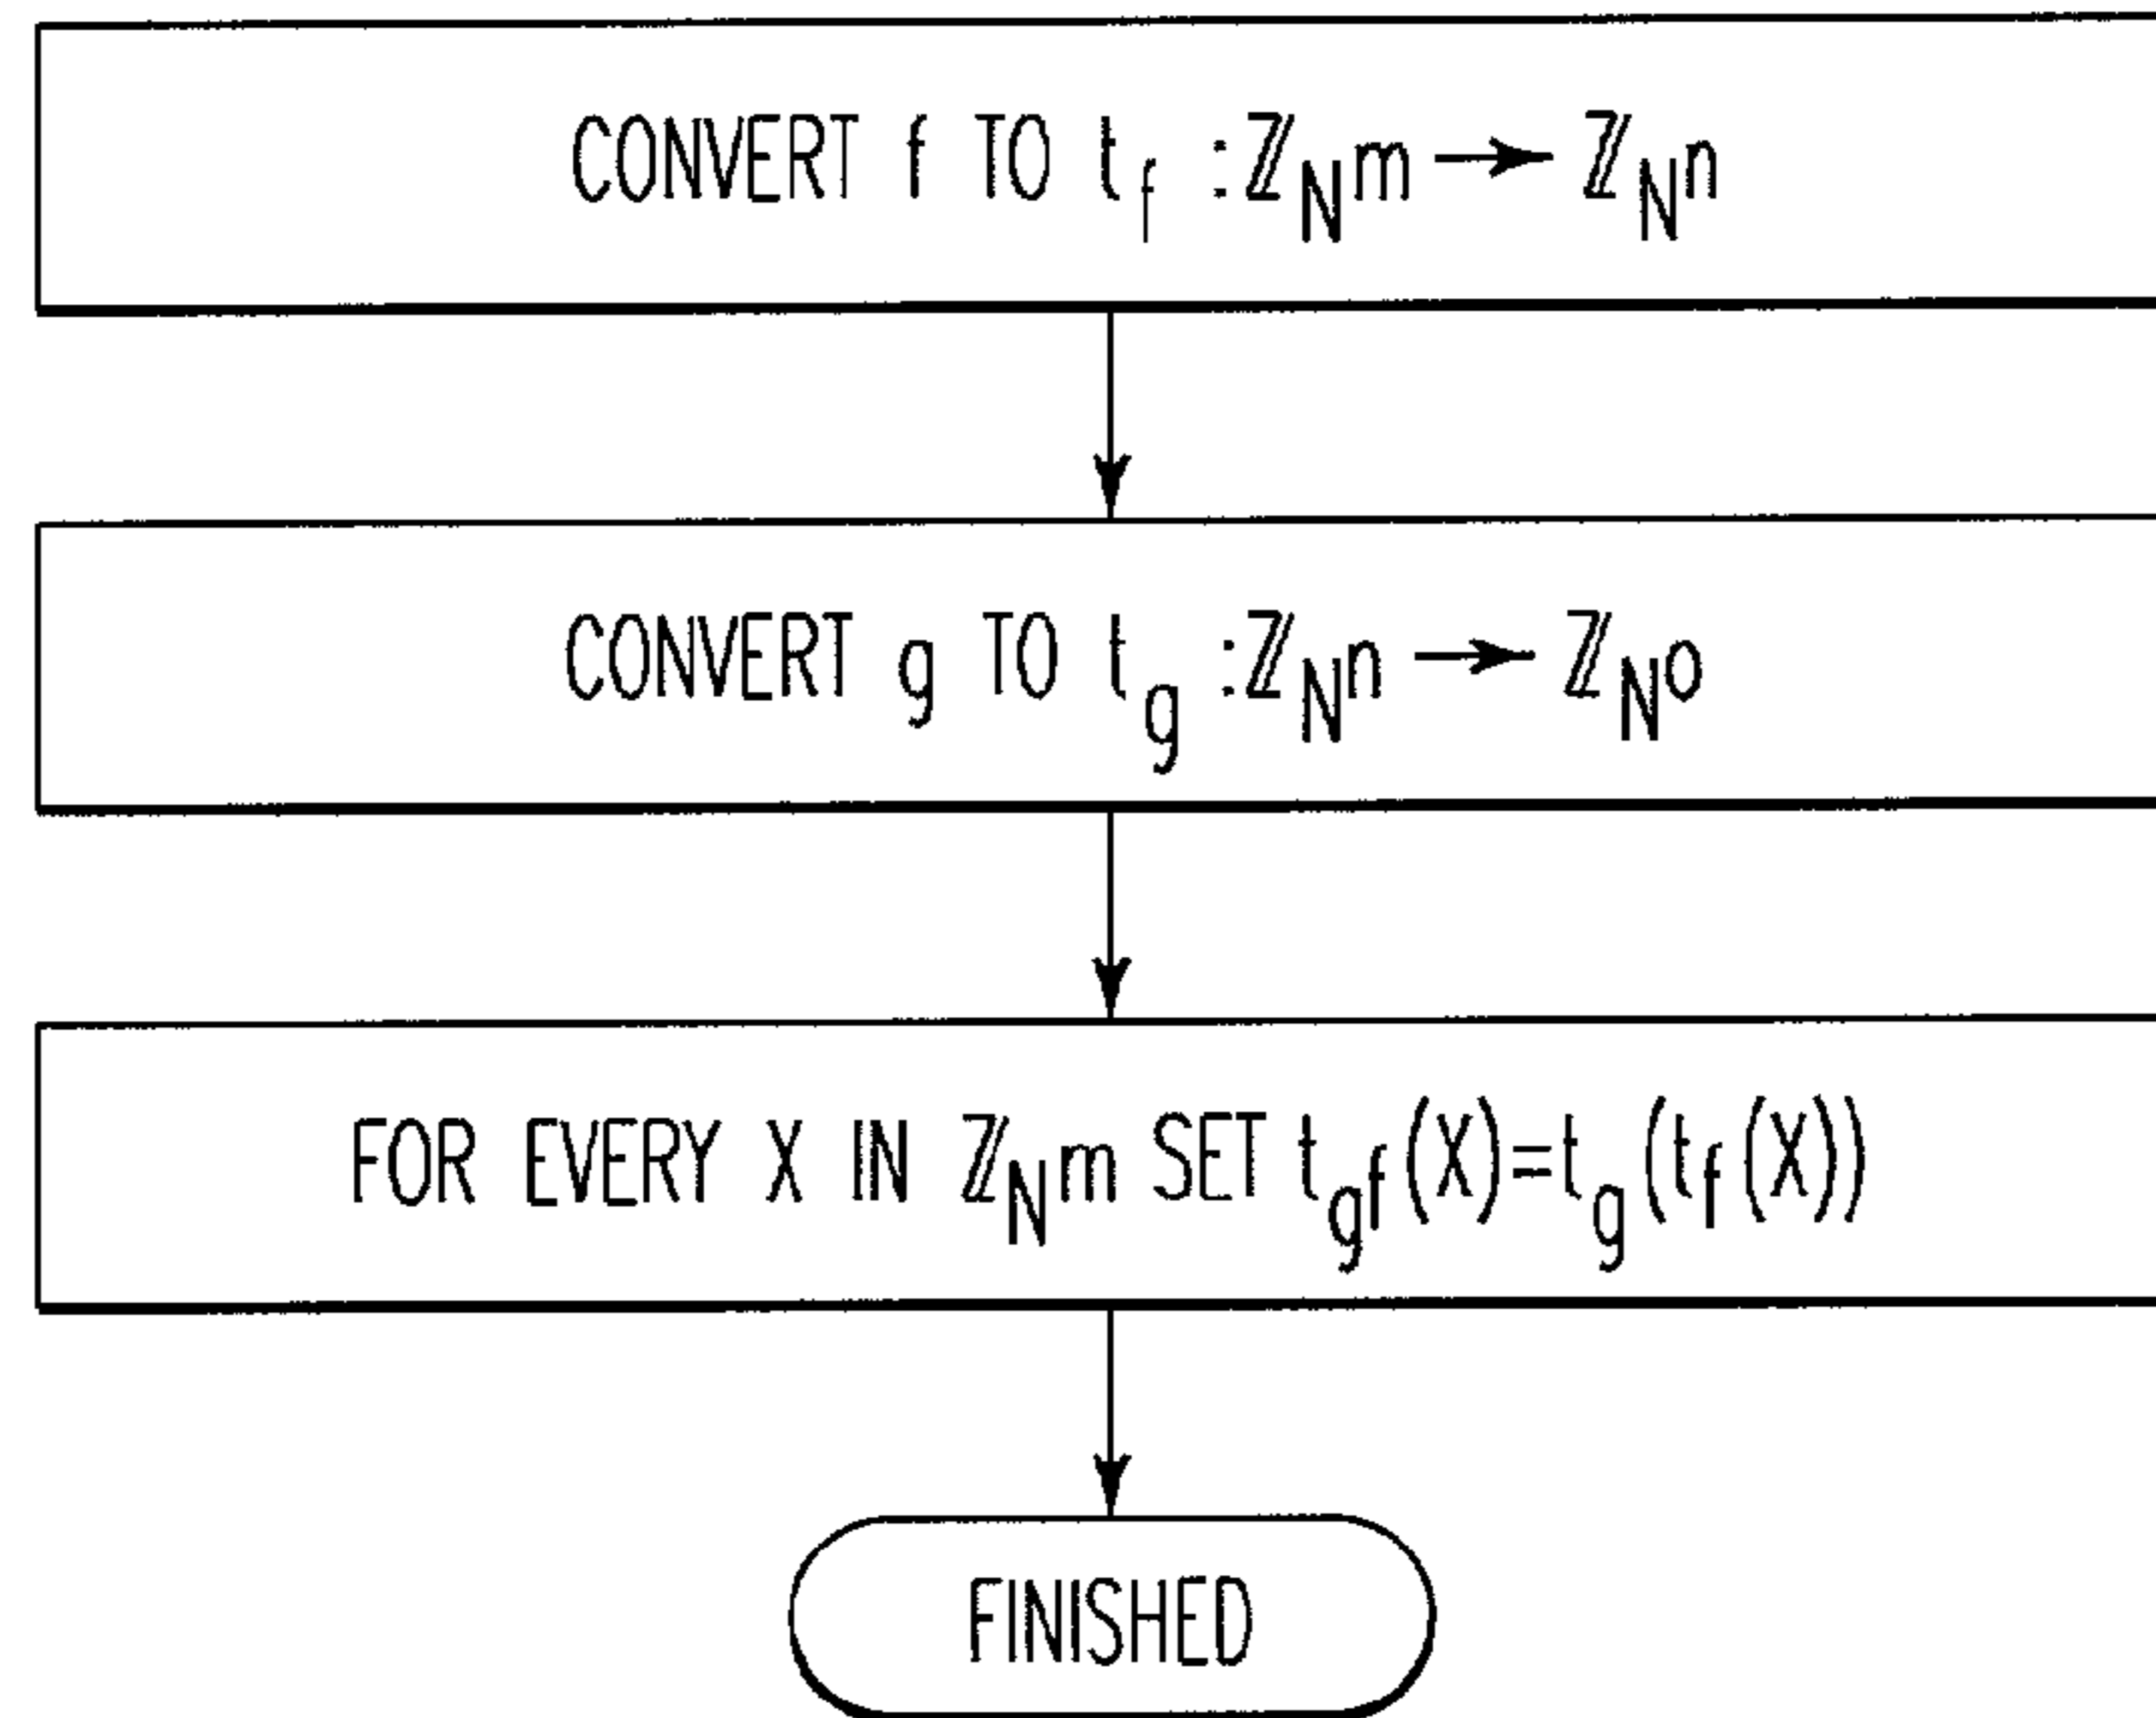 CONVERT f TO t_f :ℤ_N m → ℤ_N n
CONVERT g TO t_g :ℤ_N n → ℤ_N o
FOR EVERY X IN ℤ_N m SET t_gf (X)=t_g (t_f (X))
FINISHED